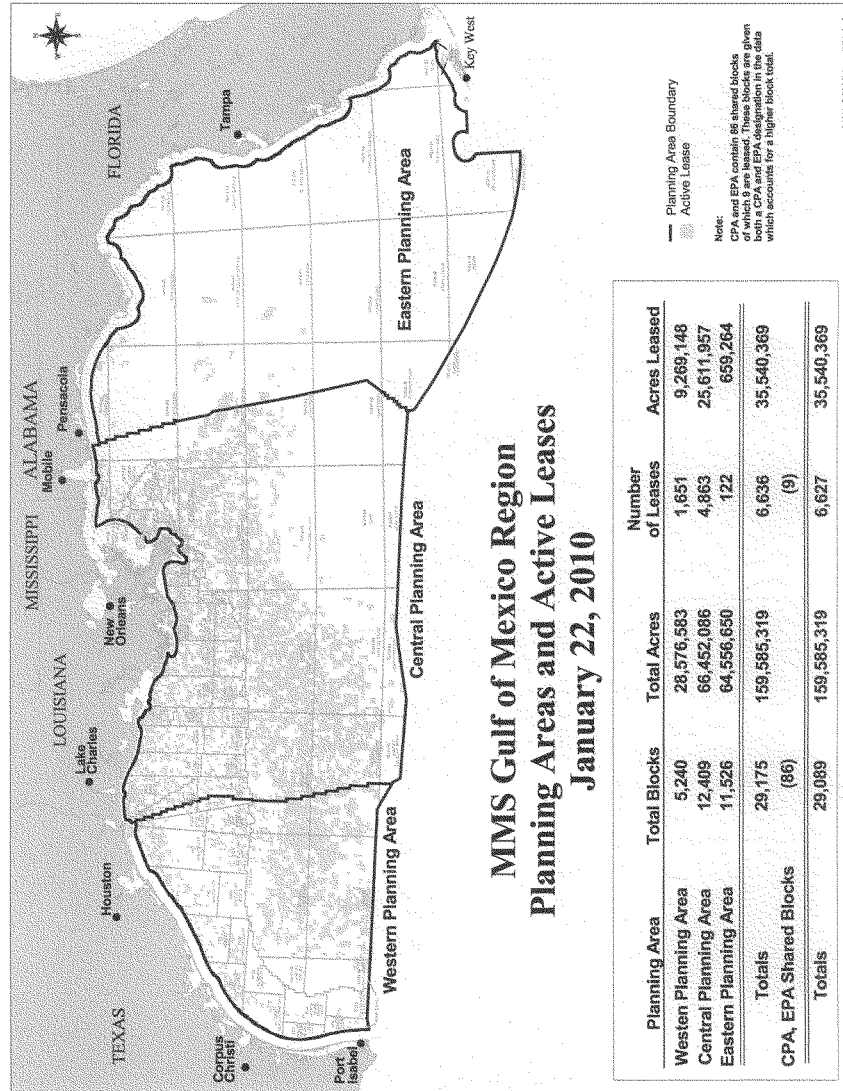 TEXAS
LOUISIANA
MISSISSIPPI
ALABAMA
FLORIDA
Corpus
Christi
Port
Isabel
Houston
Lake
Charles
New
Orleans
Mobile
Pensacola
Tampa
Key West
Western Planning Area
Central Planning Area
Eastern Planning Area
MMS Gulf of Mexico Region
Planning Areas and Active Leases
January 22, 2010
Planning Area Boundary
Active Lease
Note:
CPA and EPA contain 86 shared blocks
of which 9 are leased. These blocks are given
both a CPA and EPA designation in the data
which accounts for a higher block total.
Planning Area Total Blocks Total Acres Number of Leases Acres Leased
Westen Planning Area 5,240 28,576,583 1,651 9,269,148
Central Planning Area 12,409 66,452,086 4,863 25,611,957
Eastern Planning Area 11,526 64,556,650 122 659,264
Totals 29,175 159,585,319 6,636 35,540,369
CPA, EPA Shared Blocks (86) (9)
Totals 29,089 159,585,319 6,627 35,540,369